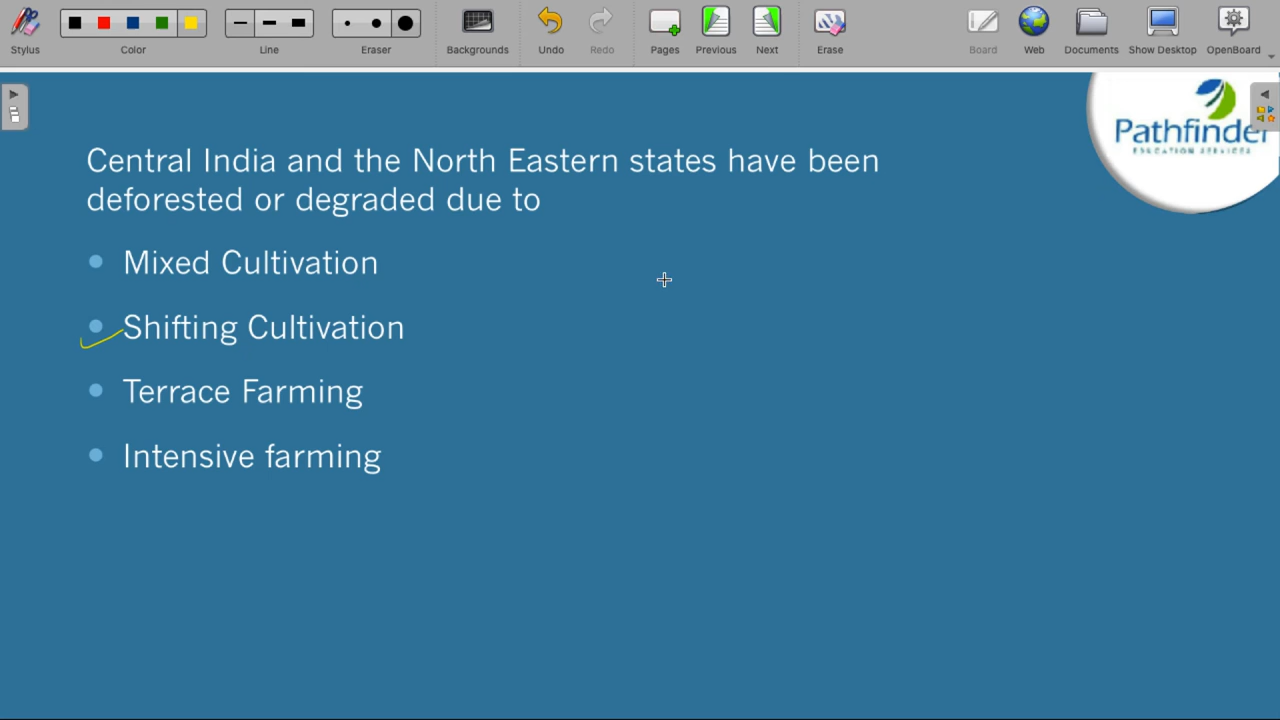 Stylus Color Line Eraser Backgrounds Undo Redo Pages Previous Next Erase Board Web Documents Show Desktop OpenBoard
Pathfinder
EDUCATION SERVICES
Central India and the North Eastern states have been
deforested or degraded due to
Mixed Cultivation
Shifting Cultivation
Terrace Farming
Intensive farming